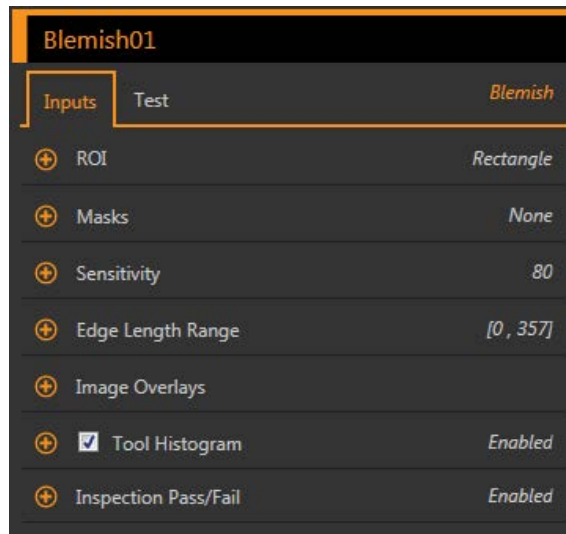 Blemish01
Inputs Test Blemish
ROI Rectangle
Masks None
Sensitivity 80
Edge Length Range [0 , 357]
Image Overlays
Tool Histogram Enabled
Inspection Pass/Fail Enabled